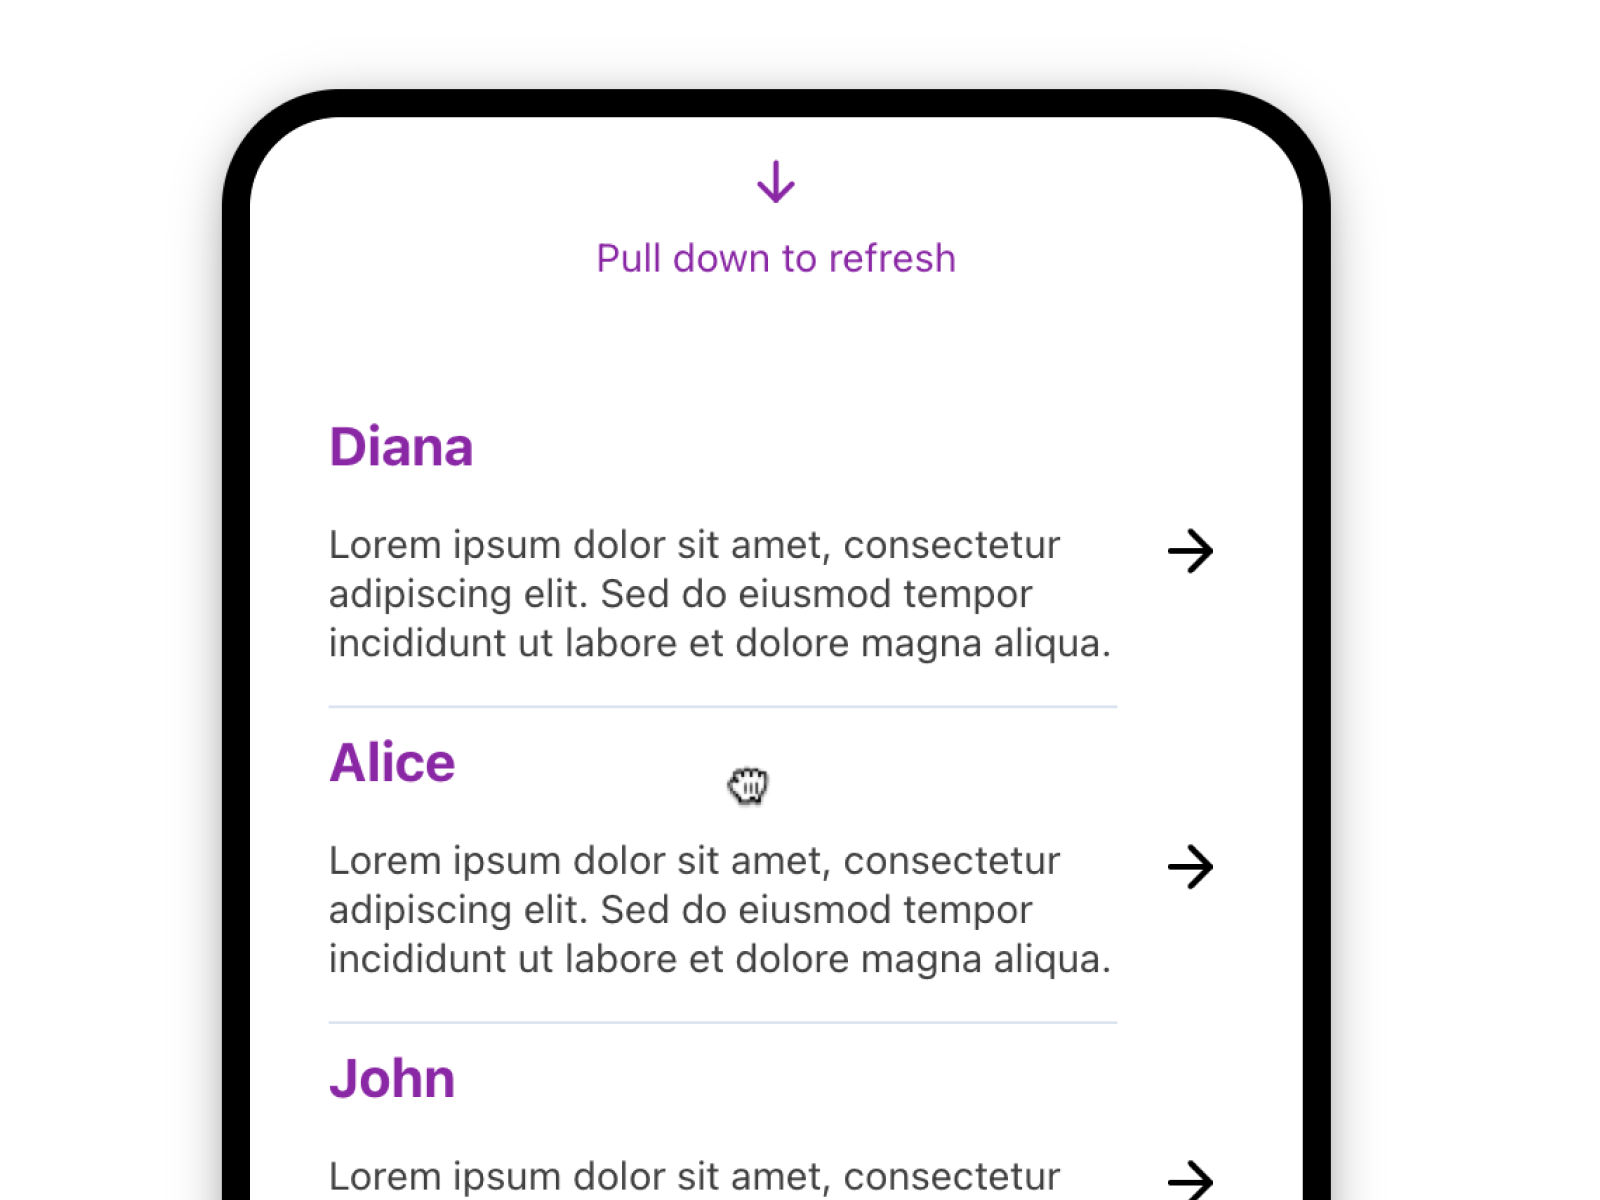 Pull down to refresh
Diana
Lorem ipsum dolor sit amet, consectetur
adipiscing elit. Sed do eiusmod tempor
incididunt ut labore et dolore magna aliqua.
Alice
Lorem ipsum dolor sit amet, consectetur
adipiscing elit. Sed do eiusmod tempor
incididunt ut labore et dolore magna aliqua.
John
Lorem ipsum dolor sit amet, consectetur